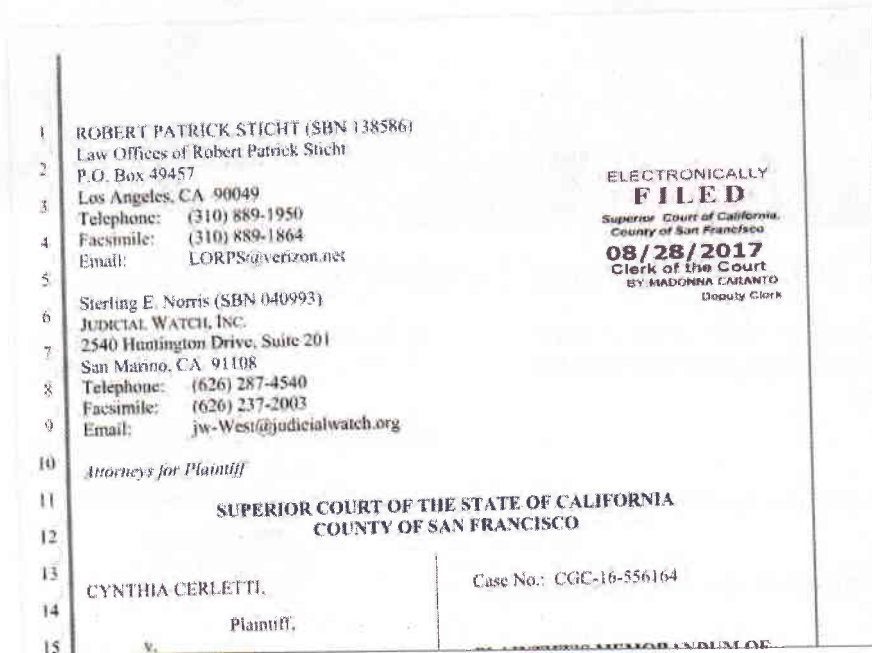 1 ROBERT PATRICK STICHT (SBN 138586)
Law Offices of Robert Patrick Sticht
2 P.O. Box 49457
3 Los Angeles, CA 90049
Telephone: (310) 889-1950
4 Facsimile: (310) 889-1864
Email: LORPS@verizon.net
5
6 Sterling E. Norris (SBN 040993)
JUDICIAL WATCH, INC.
7 2540 Huntington Drive, Suite 201
San Marino, CA 91108
8 Telephone: (626) 287-4540
Facsimile: (626) 237-2003
9 Email: jw-West@judicialwatch.org
10 Attorneys for Plaintiff
ELECTRONICALLY
FILED
Superior Court of California,
County of San Francisco
08/28/2017
Clerk of the Court
BY: MADONNA CARANTO
Deputy Clerk
11 SUPERIOR COURT OF THE STATE OF CALIFORNIA
12 COUNTY OF SAN FRANCISCO
13 CYNTHIA CERLETTI,
14 Plaintiff,
15 v.
Case No.: CGC-16-556164
PLAINTIFF'S MEMORANDUM OF